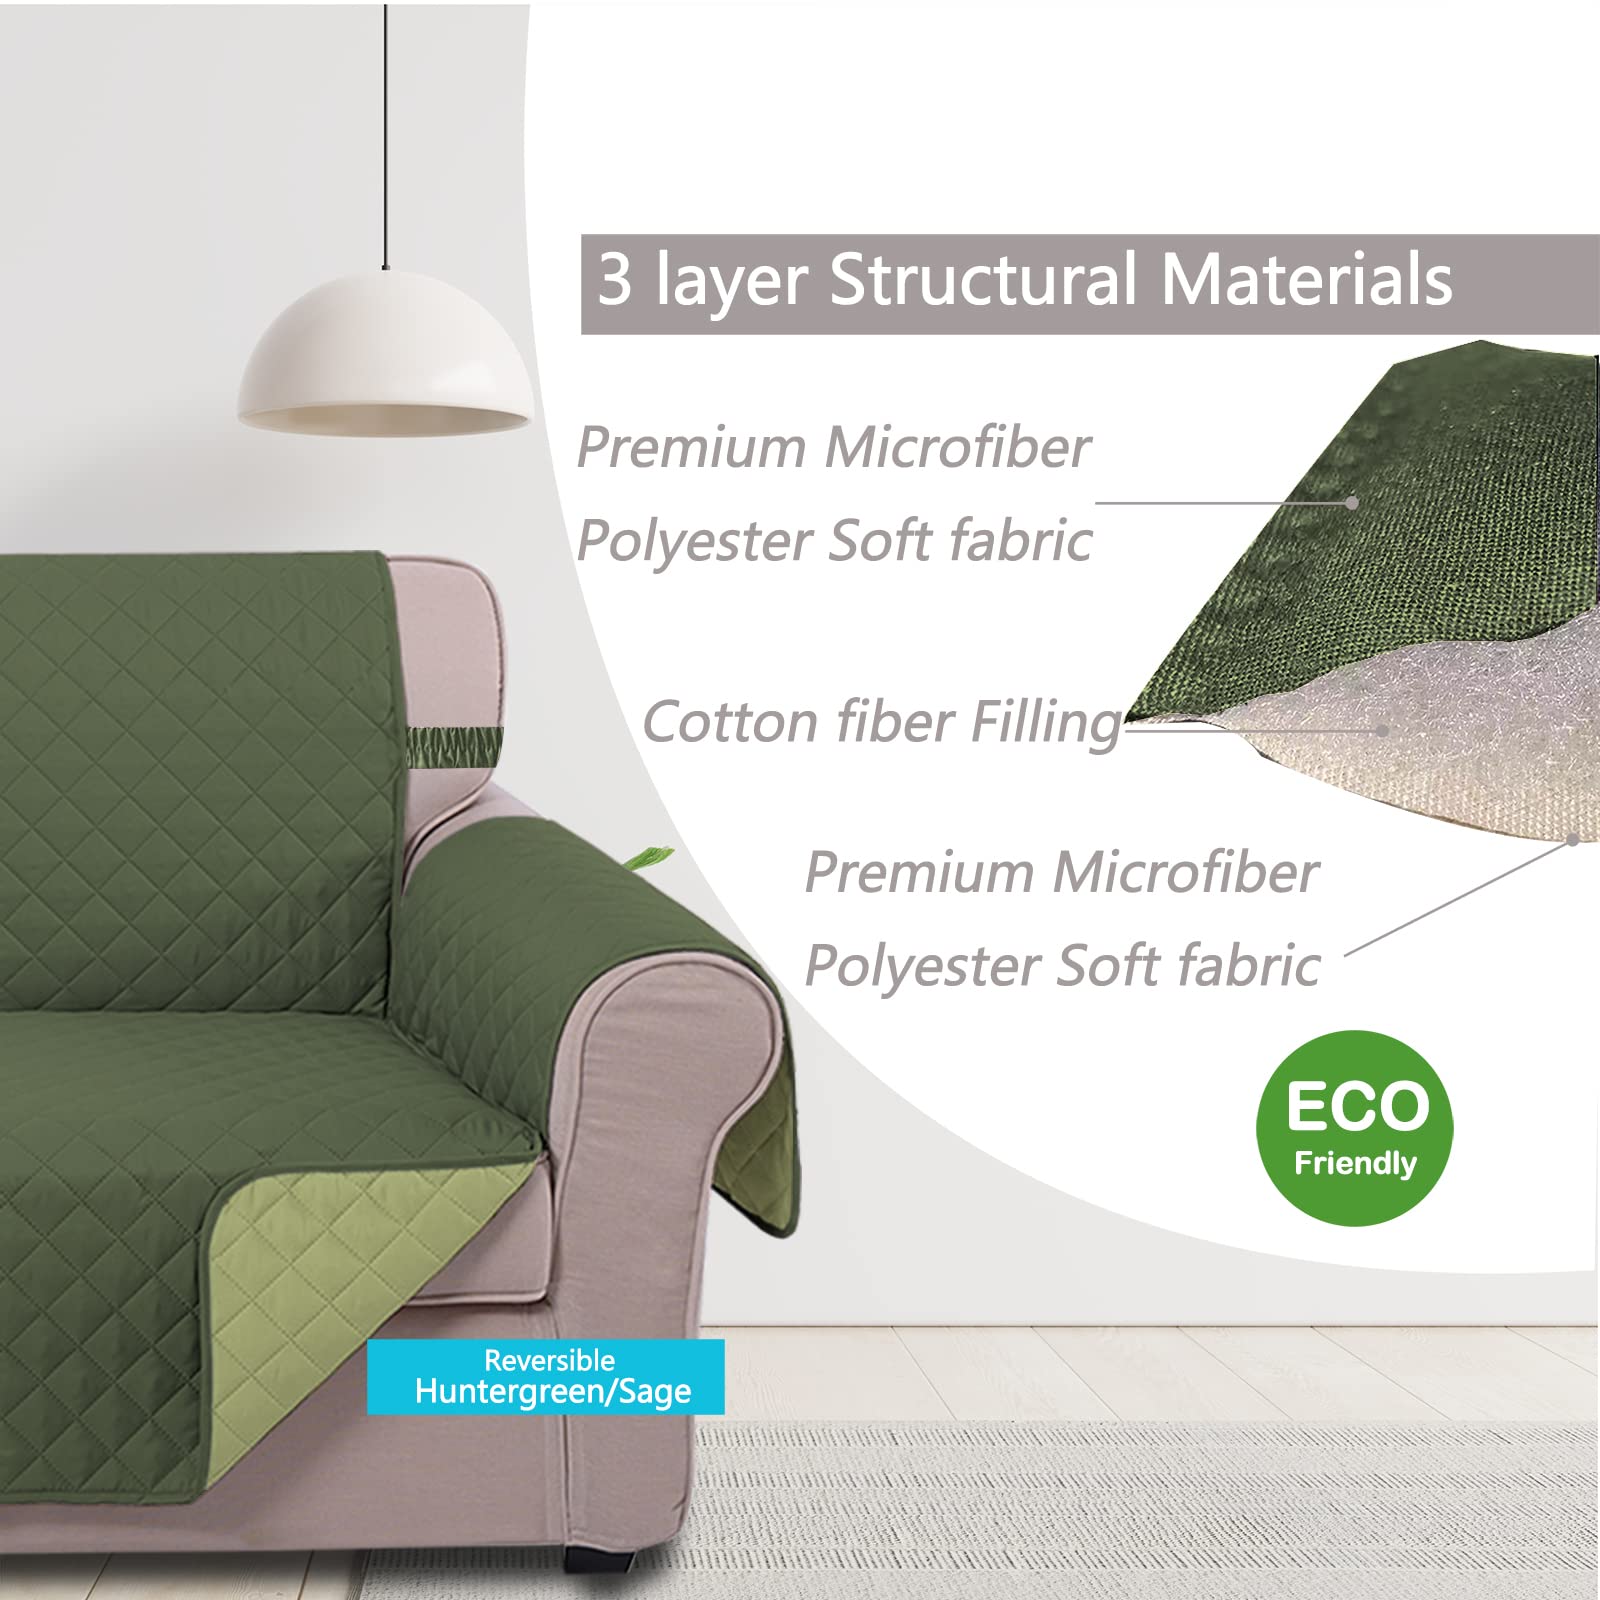 3 layer Structural Materials
Premium Microfiber
Polyester Soft fabric
Cotton fiber Filling
Premium Microfiber
Polyester Soft fabric
ECO
Friendly
Reversible
Huntergreen/Sage